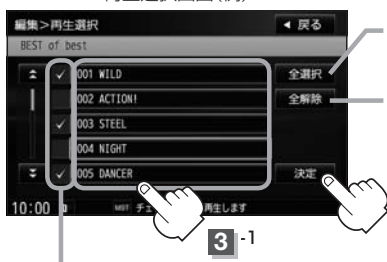 再生選択画面(例)
編集>再生選択
戻る
BEST of best
001 WILD
全選択
002 ACTION!
全解除
003 STEEL
004 NIGHT
005 DANCER
決定
10:00
再生します
3 -1